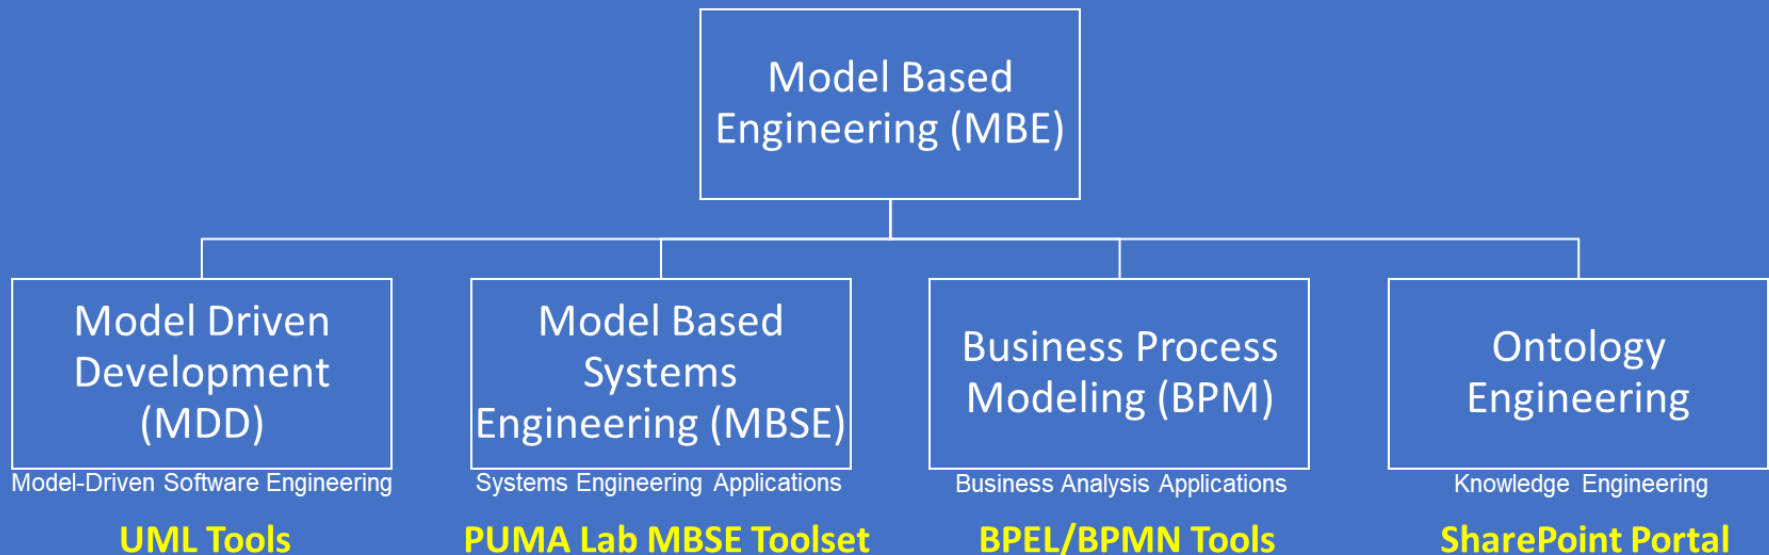 Model Based
Engineering (MBE)
Model Driven
Development
(MDD)
Model-Driven Software Engineering
UML Tools
Model Based
Systems
Engineering (MBSE)
Systems Engineering Applications
PUMA Lab MBSE Toolset
Business Process
Modeling (BPM)
Business Analysis Applications
BPEL/BPMN Tools
Ontology
Engineering
Knowledge Engineering
SharePoint Portal